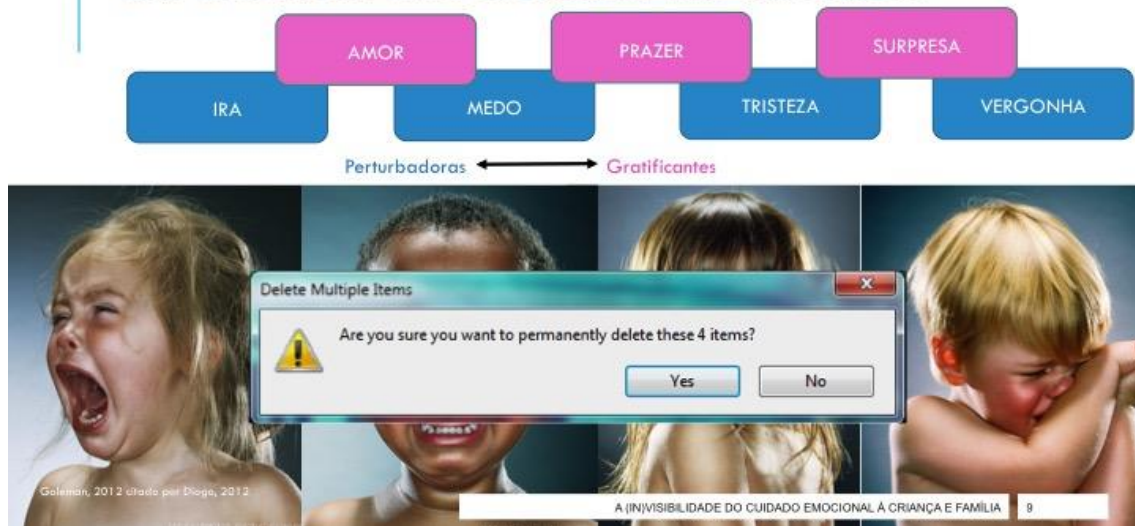 AMOR PRAZER SURPRESA
IRA MEDO TRISTEZA VERGONHA
Perturbadoras Gratificantes
Delete Multiple Items
Are you sure you want to permanently delete these 4 items?
Yes No
Goleman, 2012 citado por Diogo, 2012
A (IN)VISIBILIDADE DO CUIDADO EMOCIONAL À CRIANÇA E FAMÍLIA 9